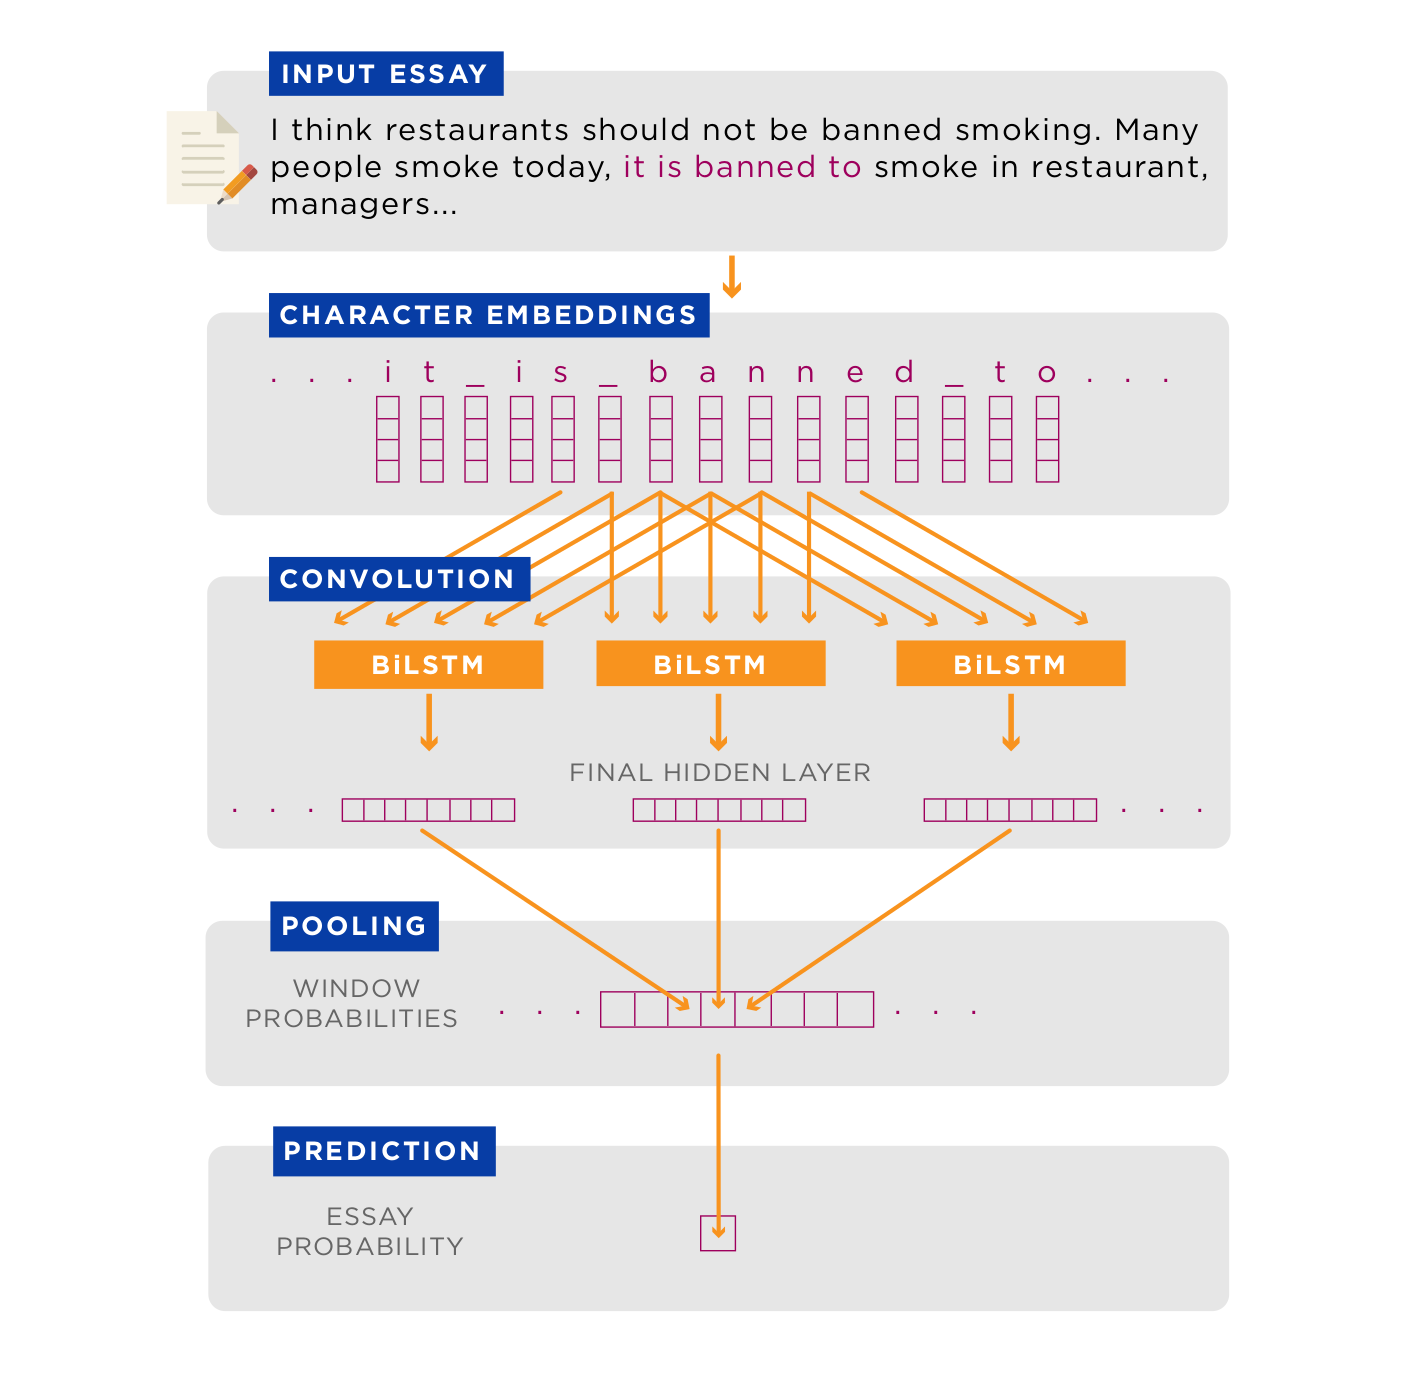 INPUT ESSAY
I think restaurants should not be banned smoking. Many
people smoke today, it is banned to smoke in restaurant,
managers...
CHARACTER EMBEDDINGS
. . . i t _ i s _ b a n n e d _ t o . . .
CONVOLUTION
BiLSTM BiLSTM BiLSTM
FINAL HIDDEN LAYER
. . . . . .
POOLING
WINDOW
PROBABILITIES
. . . . . .
PREDICTION
ESSAY
PROBABILITY